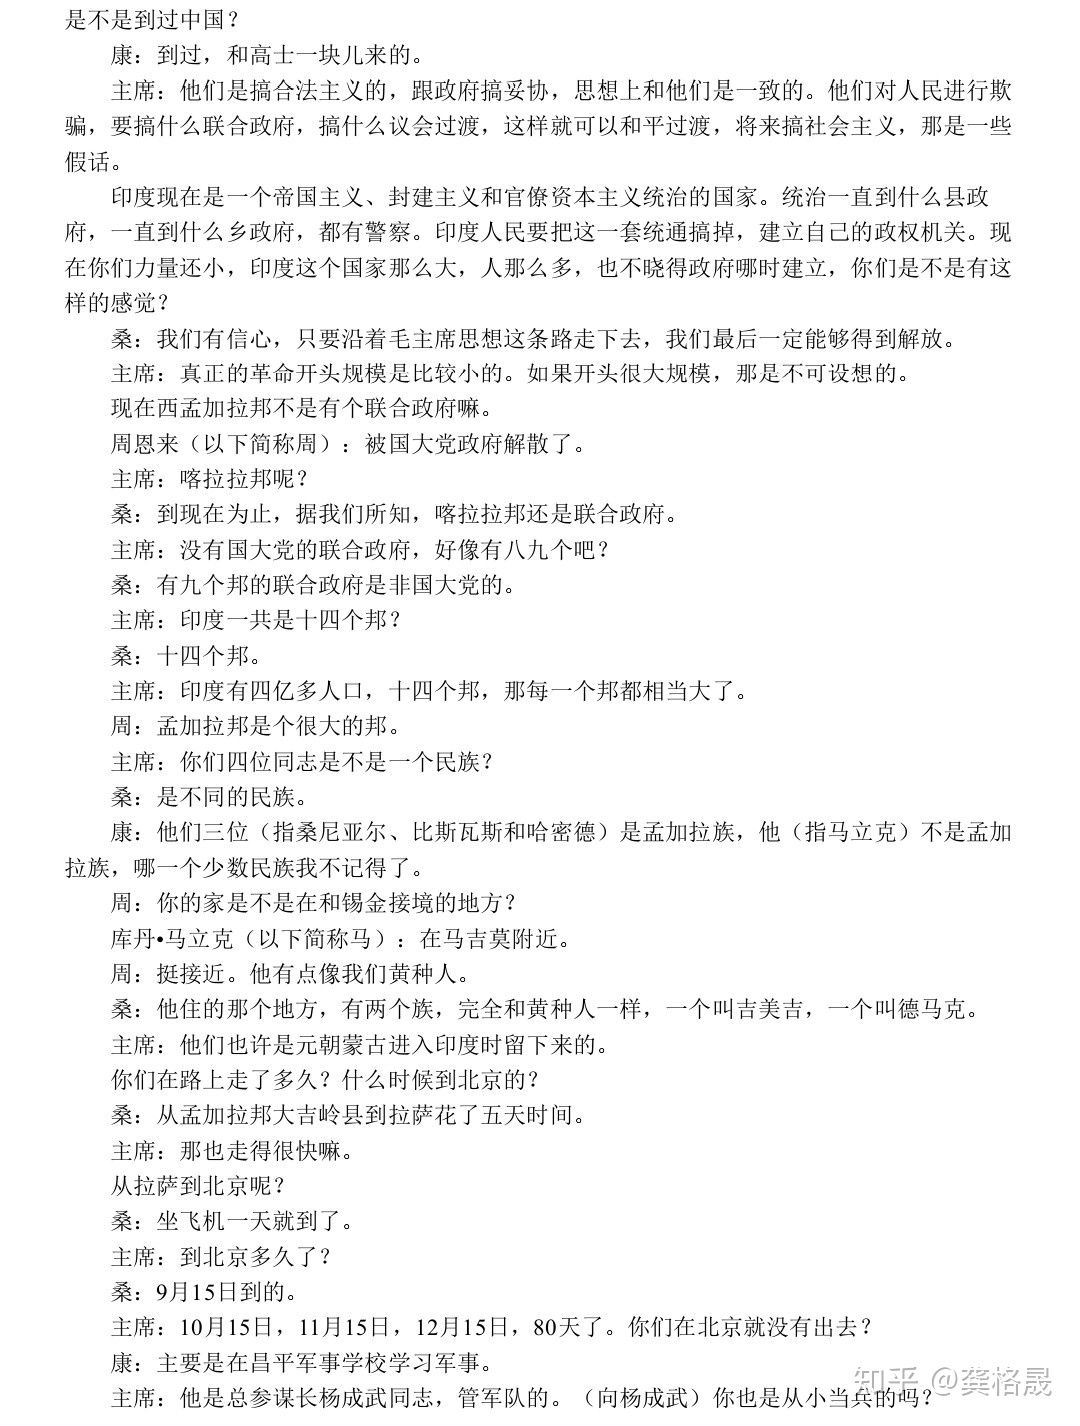 是不是到过中国？
康：到过，和高士一块儿来的。
主席：他们是搞合法主义的，跟政府搞妥协，思想上和他们是一致的。他们对人民进行欺
骗，要搞什么联合政府，搞什么议会过渡，这样就可以和平过渡，将来搞社会主义，那是一些
假话。
印度现在是一个帝国主义、封建主义和官僚资本主义统治的国家。统治一直到什么县政
府，一直到什么乡政府，都有警察。印度人民要把这一套统通搞掉，建立自己的政权机关。现
在你们力量还小，印度这个国家那么大，人那么多，也不晓得政府哪时建立，你们是不是有这
样的感觉？
桑：我们有信心，只要沿着毛主席思想这条路走下去，我们最后一定能够得到解放。
主席：真正的革命开头规模是比较小的。如果开头很大规模，那是不可设想的。
现在西孟加拉邦不是有个联合政府嘛。
周恩来（以下简称周）：被国大党政府解散了。
主席：喀拉拉邦呢？
桑：到现在为止，据我们所知，喀拉拉邦还是联合政府。
主席：没有国大党的联合政府，好像有八九个吧？
桑：有九个邦的联合政府是非国大党的。
主席：印度一共是十四个邦？
桑：十四个邦。
主席：印度有四亿多人口，十四个邦，那每一个邦都相当大了。
周：孟加拉邦是个很大的邦。
主席：你们四位同志是不是一个民族？
桑：是不同的民族。
康：他们三位（指桑尼亚尔、比斯瓦斯和哈密德）是孟加拉族，他（指马立克）不是孟加
拉族，哪一个少数民族我不记得了。
周：你的家是不是在和锡金接境的地方？
库丹•马立克（以下简称马）：在马吉莫附近。
周：挺接近。他有点像我们黄种人。
桑：他住的那个地方，有两个族，完全和黄种人一样，一个叫吉美吉，一个叫德马克。
主席：他们也许是元朝蒙古进入印度时留下来的。
你们在路上走了多久？什么时候到北京的？
桑：从孟加拉邦大吉岭县到拉萨花了五天时间。
主席：那也走得很快嘛。
从拉萨到北京呢？
桑：坐飞机一天就到了。
主席：到北京多久了？
桑：9月15日到的。
主席：10月15日，11月15日，12月15日，80天了。你们在北京就没有出去？
康：主要是在昌平军事学校学习军事。
主席：他是总参谋长杨成武同志，管军队的。（向杨成武）你也是从小当兵的吗？
知乎 @龚格晟